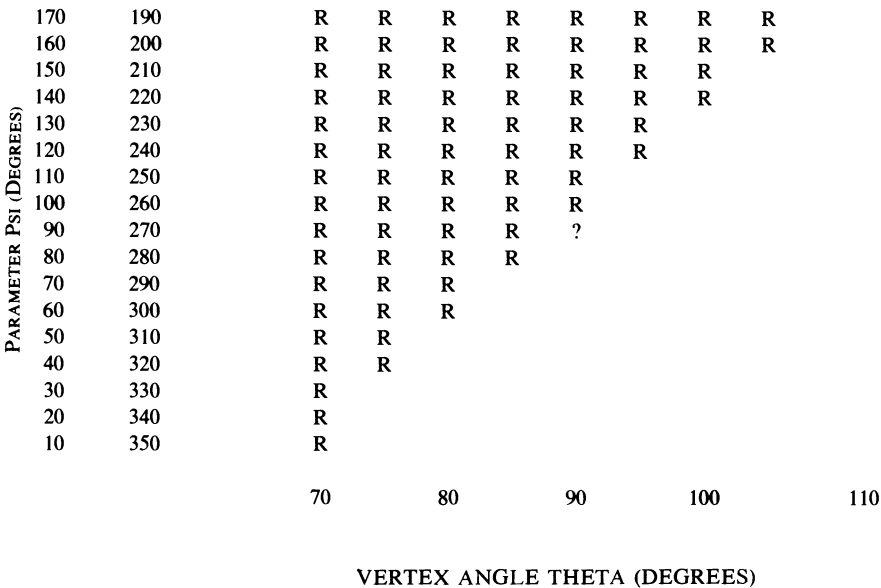 170 190 R R R R R R R R
160 200 R R R R R R R R
150 210 R R R R R R R
140 220 R R R R R R R
130 230 R R R R R R
120 240 R R R R R R
110 250 R R R R R
100 260 R R R R R
90 270 R R R R ?
80 280 R R R R
70 290 R R R
60 300 R R R
50 310 R R
40 320 R R
30 330 R
20 340 R
10 350 R
PARAMETER PSI (DEGREES)
70 80 90 100 110
VERTEX ANGLE THETA (DEGREES)